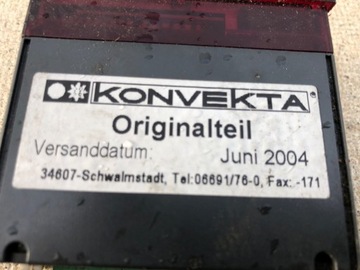 KONVEKTA
Originalteil
Versanddatum: Juni 2004
34607-Schwalmstadt, Tel:06691/76-0, Fax: -171